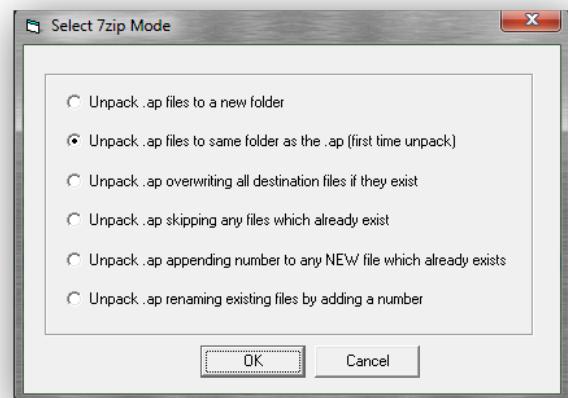 Select 7zip Mode
Unpack .ap files to a new folder
Unpack .ap files to same folder as the .ap (first time unpack)
Unpack .ap overwriting all destination files if they exist
Unpack .ap skipping any files which already exist
Unpack .ap appending number to any NEW file which already exists
Unpack .ap renaming existing files by adding a number
OK Cancel